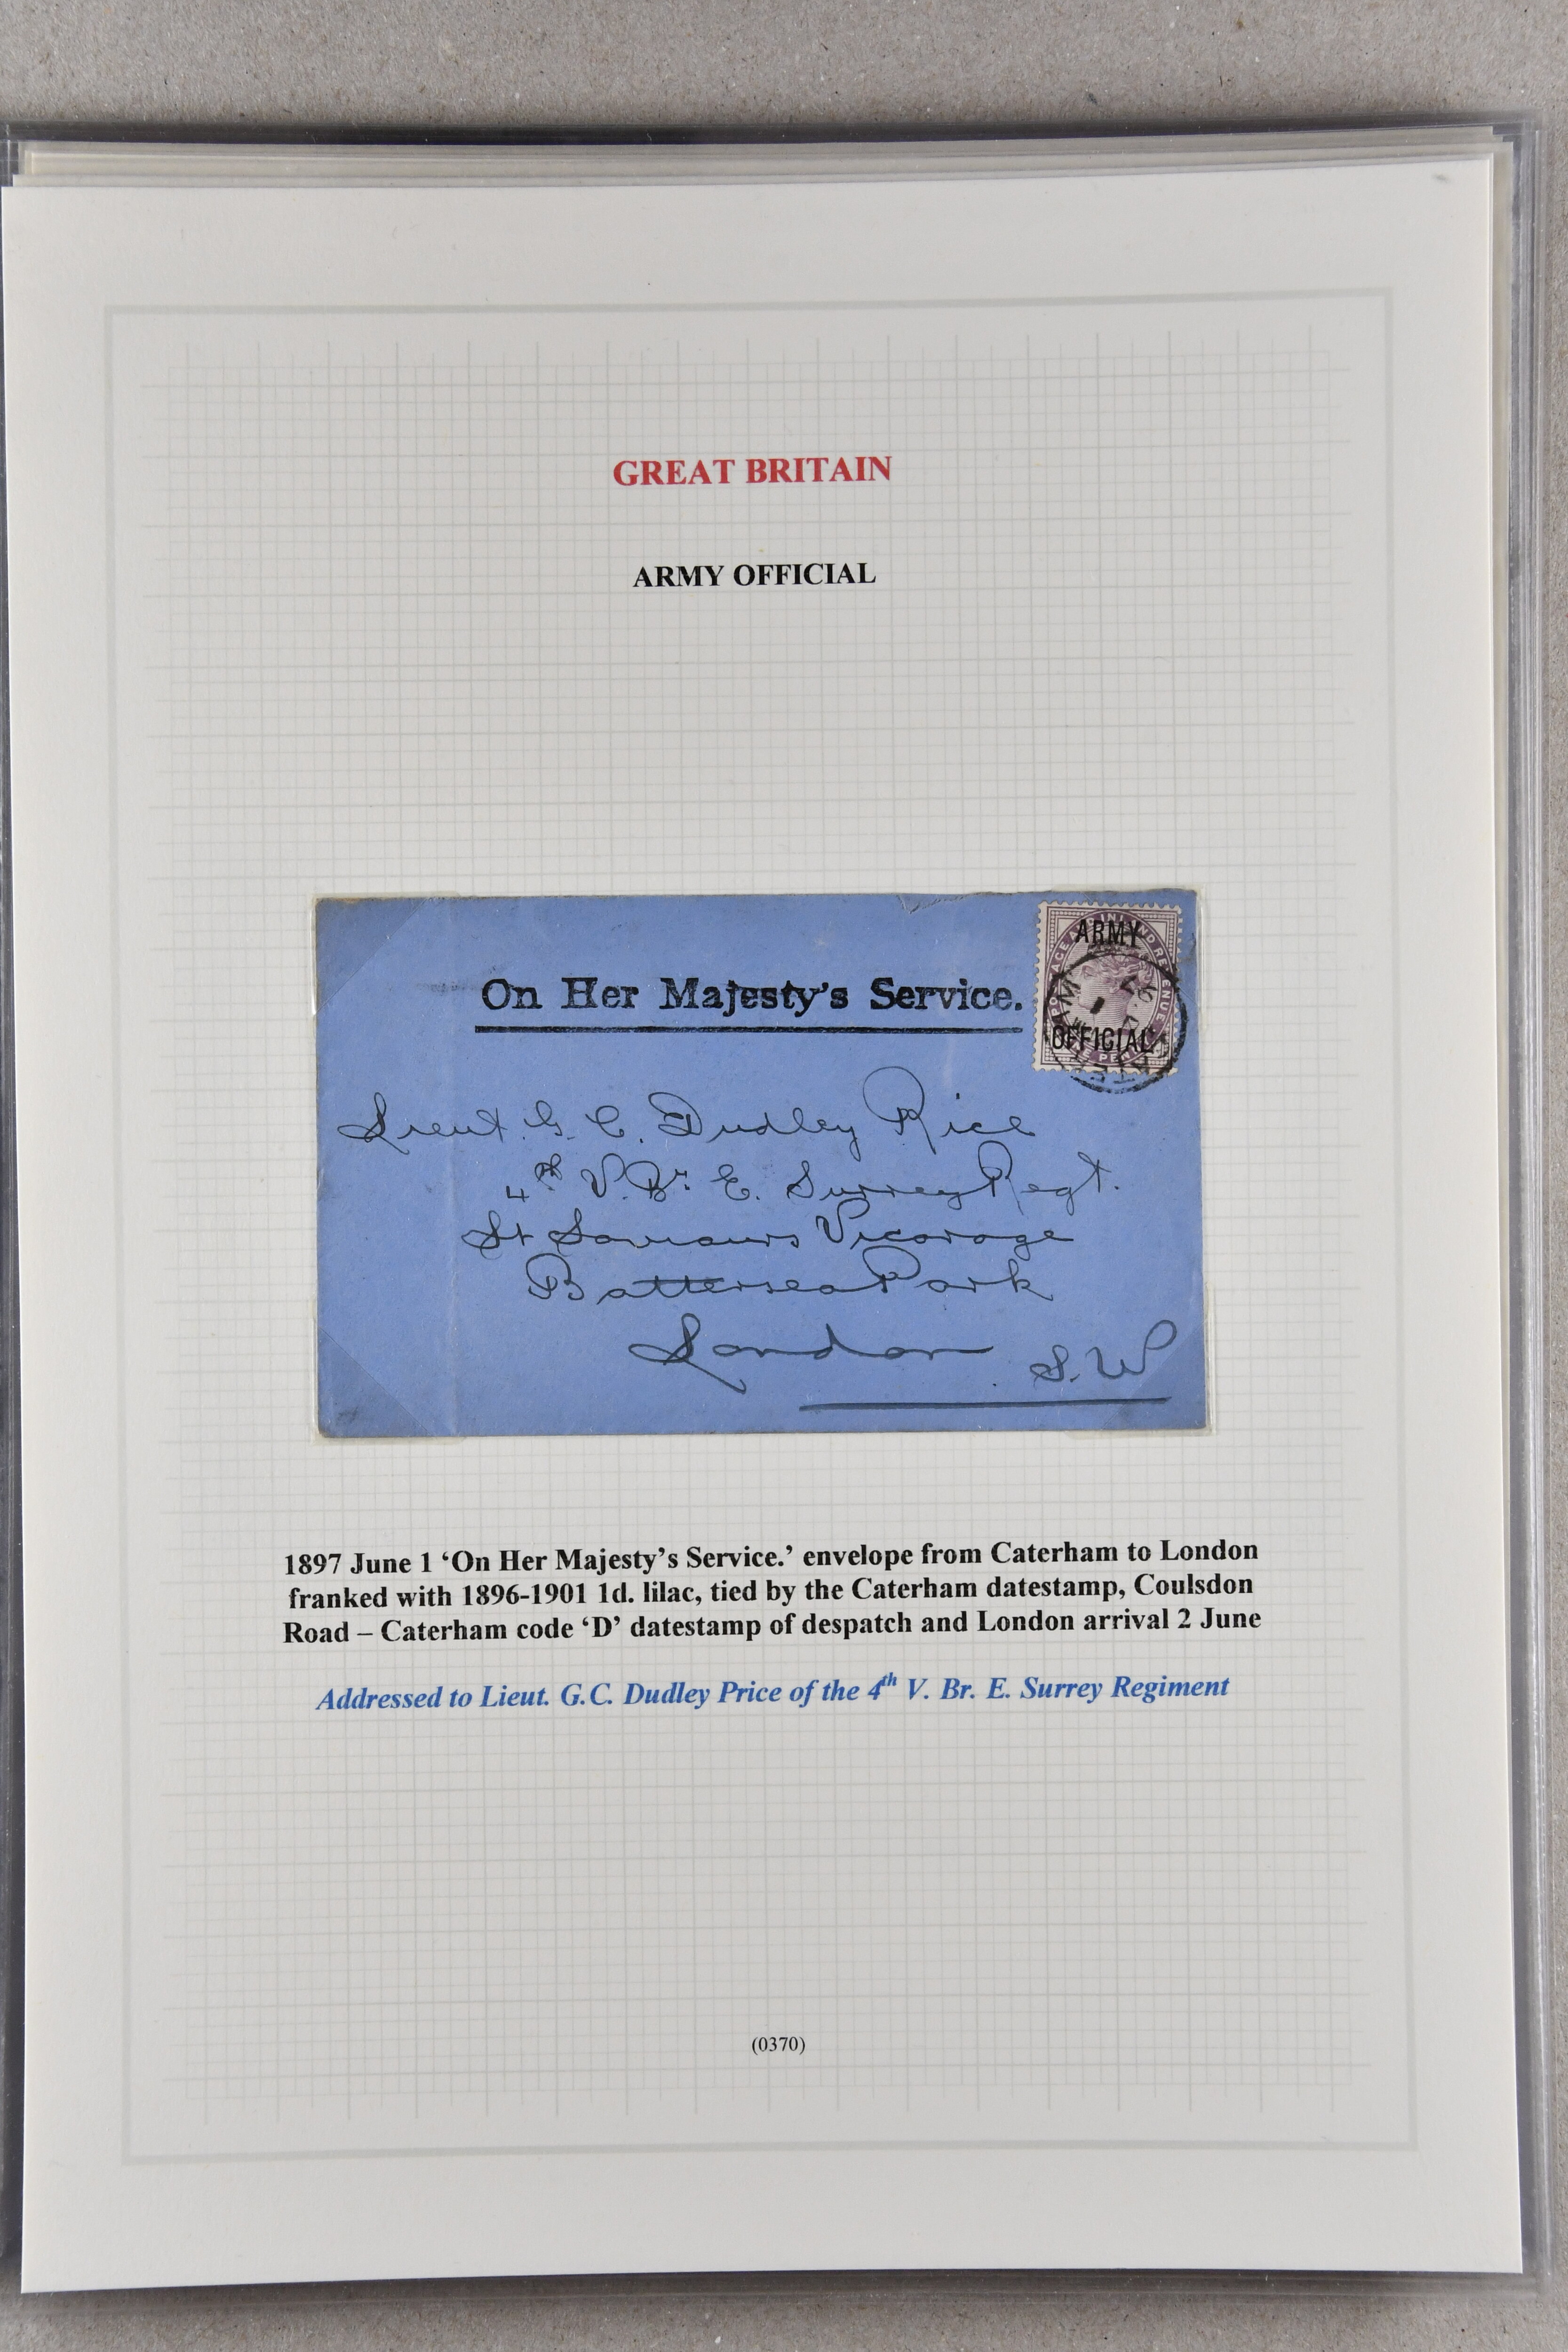 GREAT BRITAIN
ARMY OFFICIAL
ARMY
OFFICIAL
On Her Majesty's Service.
Lieut. G. C. Dudley Rice
4th V. Br. E. Surrey Regt.
St Saviours Vicarage
Battersea Park
London S.W
1897 June 1 ‘On Her Majesty’s Service.’ envelope from Caterham to London
franked with 1896-1901 1d. lilac, tied by the Caterham datestamp, Coulsdon
Road – Caterham code ‘D’ datestamp of despatch and London arrival 2 June
Addressed to Lieut. G.C. Dudley Price of the 4th V. Br. E. Surrey Regiment
(0370)